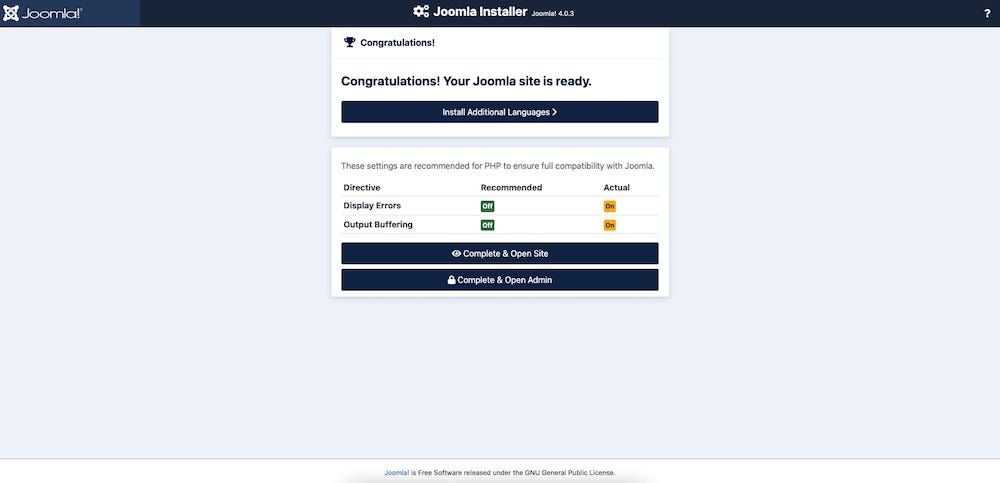 Joomla!®
Joomla Installer Joomla! 4.0.3
?
Congratulations!
Congratulations! Your Joomla site is ready.
Install Additional Languages
These settings are recommended for PHP to ensure full compatibility with Joomla.
Directive Recommended Actual
Display Errors Off On
Output Buffering Off On
Complete & Open Site
Complete & Open Admin
Joomla! is Free Software released under the GNU General Public License.